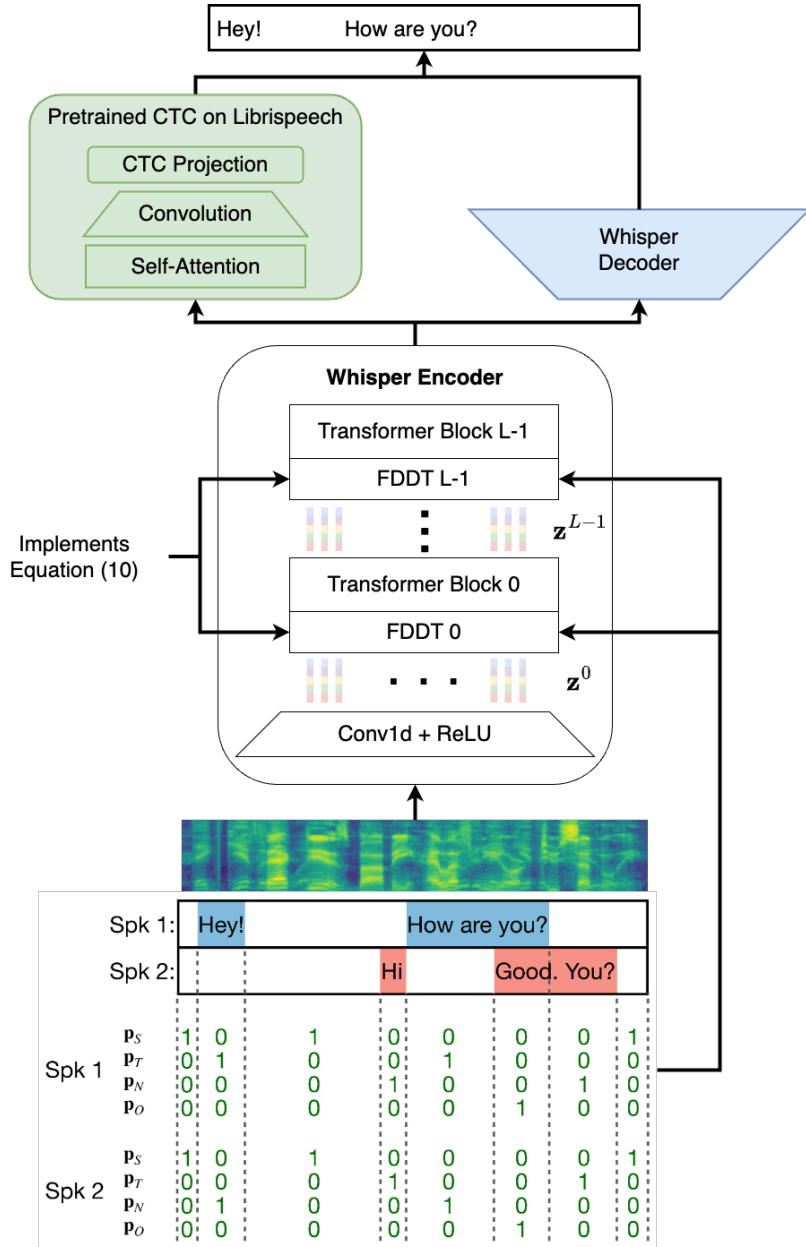 Hey! How are you?
Pretrained CTC on Librispeech
CTC Projection
Convolution
Self-Attention
Whisper
Decoder
Whisper Encoder
Transformer Block L-1
FDDT L-1
z^{L-1}
Implements
Equation (10)
Transformer Block 0
FDDT 0
z^0
Conv1d + ReLU
Spk 1: Hey! How are you?
Spk 2: Hi Good. You?
Spk 1
p_S 1 0 1 0 0 0 0 1
p_T 0 1 0 0 1 0 0 0
p_N 0 0 0 1 0 0 1 0
p_O 0 0 0 0 0 1 0 0
Spk 2
p_S 1 0 1 0 0 0 0 1
p_T 0 0 0 1 0 0 1 0
p_N 0 1 0 0 1 0 0 0
p_O 0 0 0 0 0 1 0 0